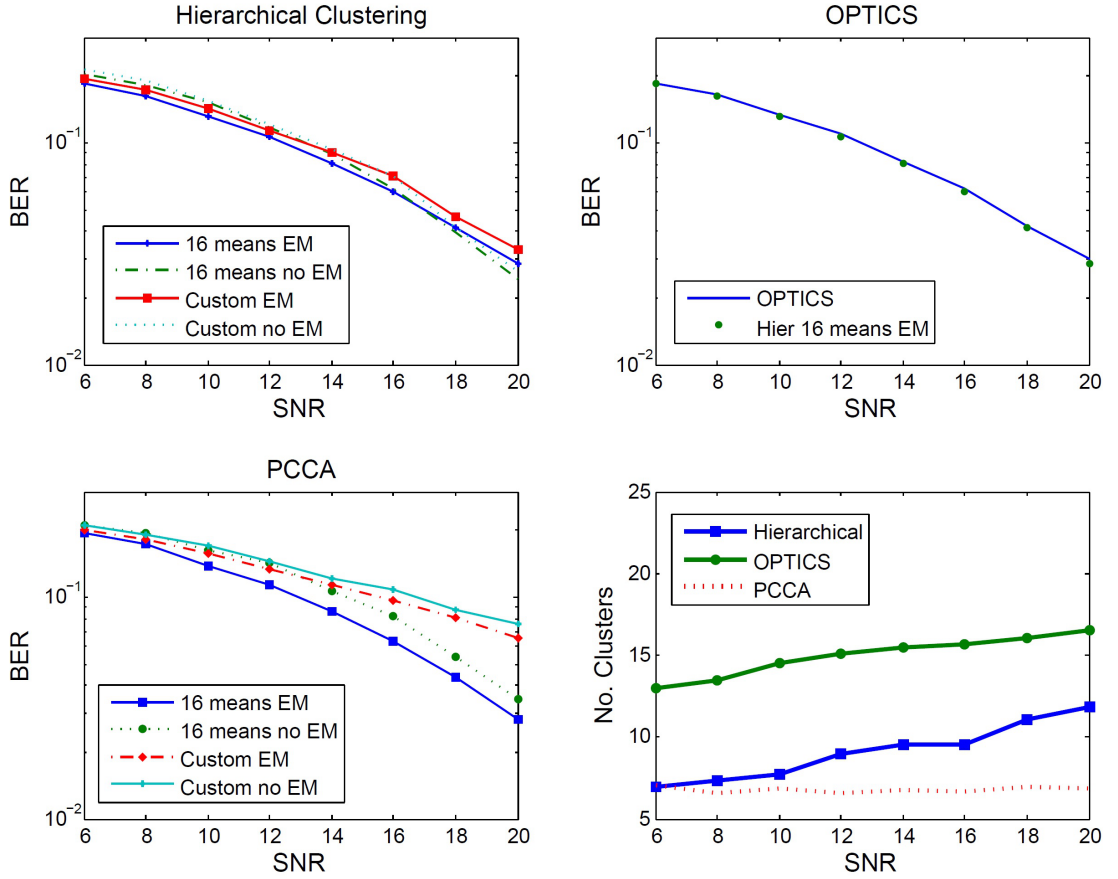 Hierarchical Clustering
BER
10⁻¹
10⁻²
16 means EM
16 means no EM
Custom EM
Custom no EM
6 8 10 12 14 16 18 20
SNR
OPTICS
BER
10⁻¹
10⁻²
OPTICS
Hier 16 means EM
6 8 10 12 14 16 18 20
SNR
PCCA
BER
10⁻¹
10⁻²
16 means EM
16 means no EM
Custom EM
Custom no EM
6 8 10 12 14 16 18 20
SNR
No. Clusters
25
20
15
10
5
Hierarchical
OPTICS
PCCA
6 8 10 12 14 16 18 20
SNR